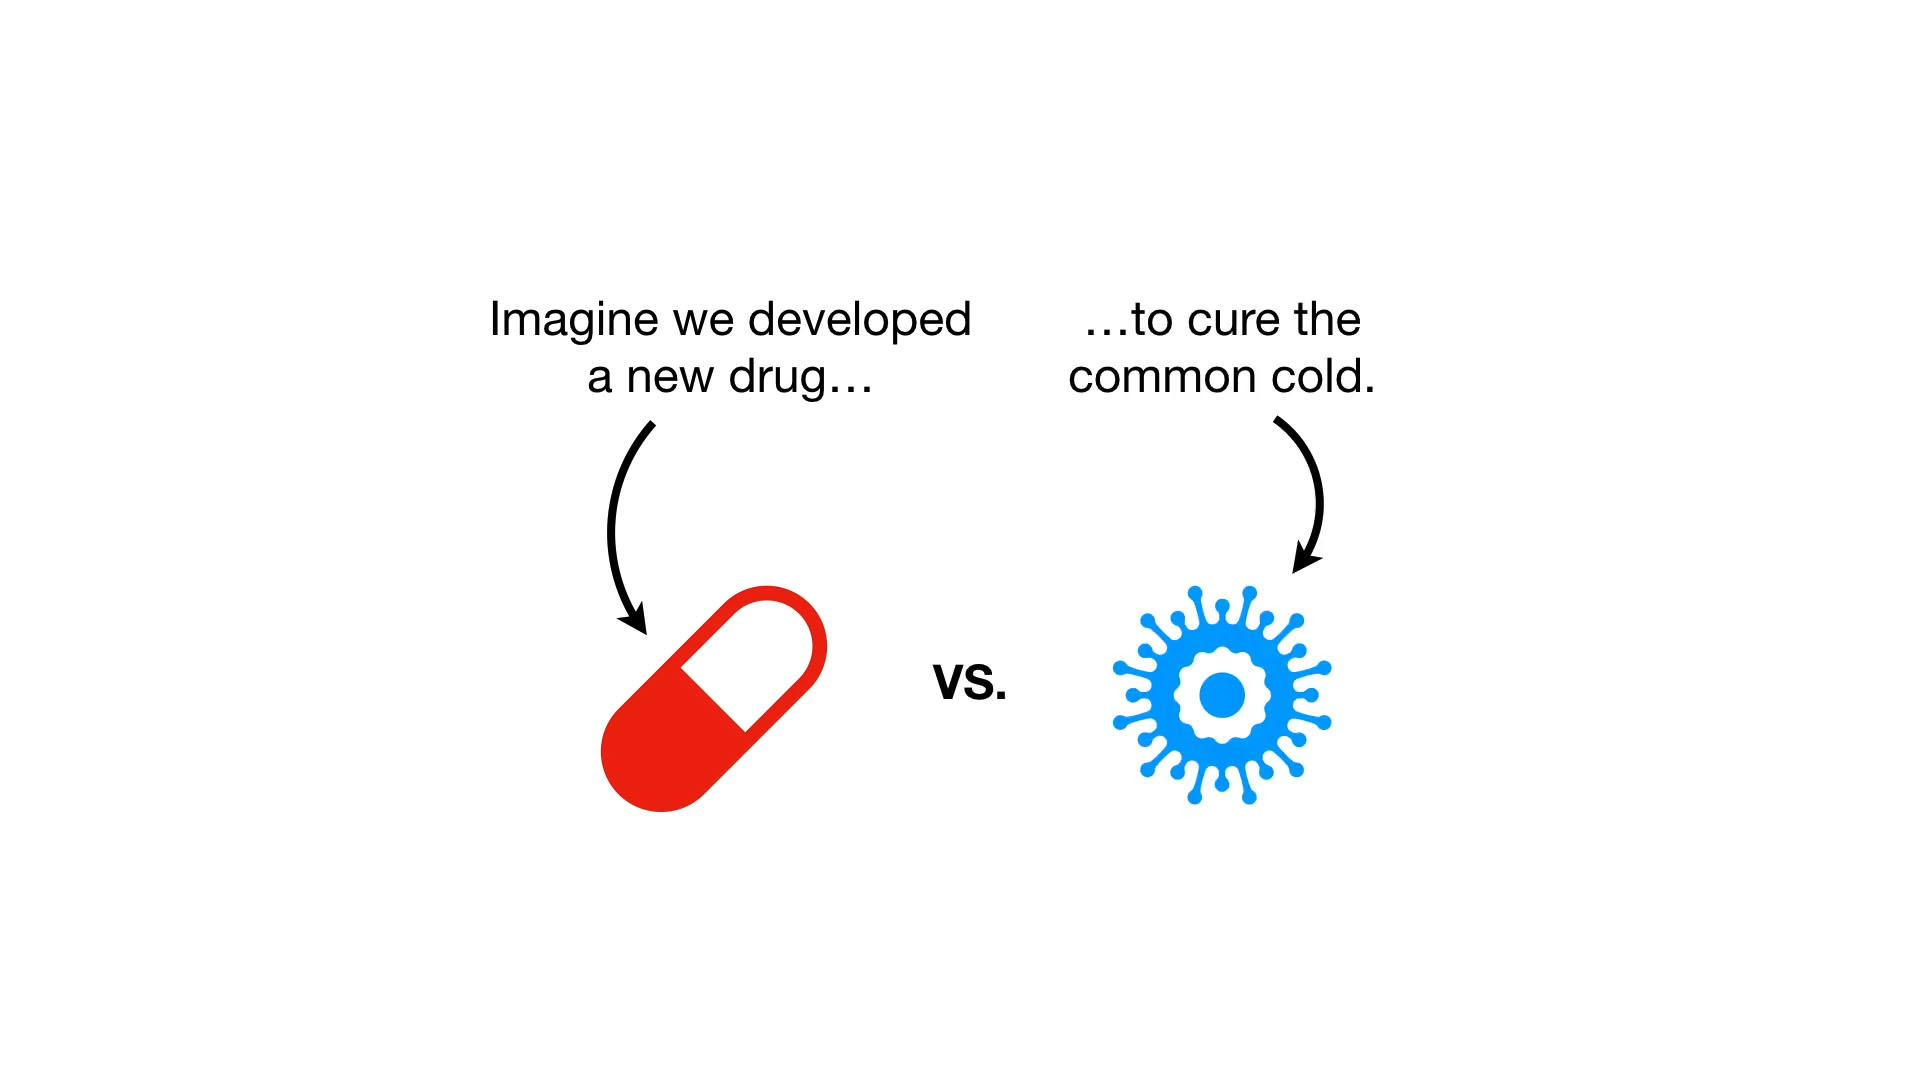 Imagine we developed
a new drug…
…to cure the
common cold.
vs.